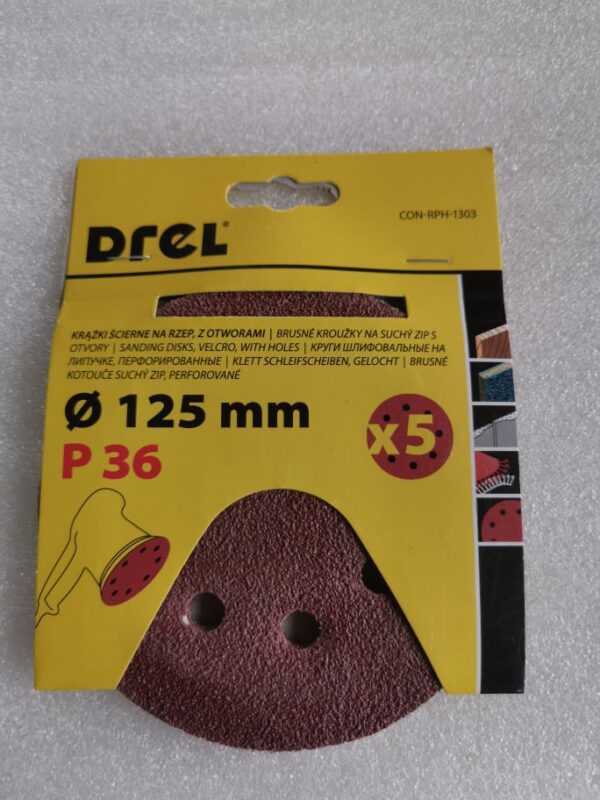 CON-RPH-1303
DREL®
KRĄŻKI ŚCIERNE NA RZEP, Z OTWORAMI | BRUSNÉ KROUŽKY NA SUCHÝ ZIP S
OTVORY | SANDING DISKS, VELCRO, WITH HOLES | КРУГИ ШЛИФОВАЛЬНЫЕ НА
ЛИПУЧКЕ, ПЕРФОРИРОВАННЫЕ | KLETT SCHLEIFSCHEIBEN, GELOCHT | BRUSNÉ
KOTOUČE SUCHÝ ZIP, PERFOROVANÉ
Ø 125 mm
x5
P 36